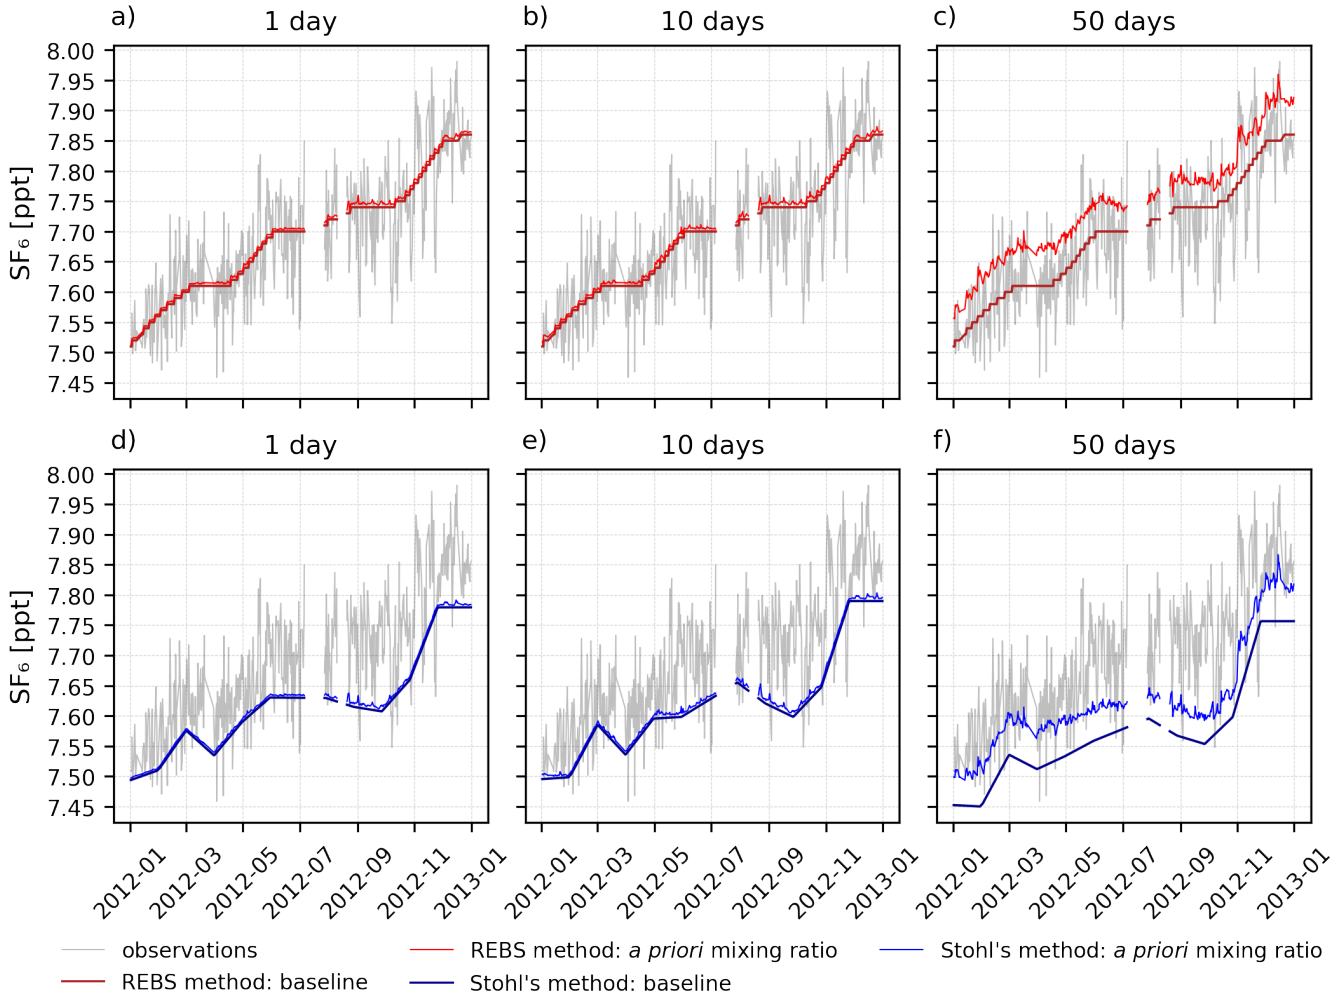 a) 1 day
b) 10 days
c) 50 days
SF₆ [ppt]
8.00
7.95
7.90
7.85
7.80
7.75
7.70
7.65
7.60
7.55
7.50
7.45
d) 1 day
e) 10 days
f) 50 days
SF₆ [ppt]
8.00
7.95
7.90
7.85
7.80
7.75
7.70
7.65
7.60
7.55
7.50
7.45
2012-01 2012-03 2012-05 2012-07 2012-09 2012-11 2013-01
2012-01 2012-03 2012-05 2012-07 2012-09 2012-11 2013-01
2012-01 2012-03 2012-05 2012-07 2012-09 2012-11 2013-01
observations
REBS method: a priori mixing ratio
Stohl's method: a priori mixing ratio
REBS method: baseline
Stohl's method: baseline